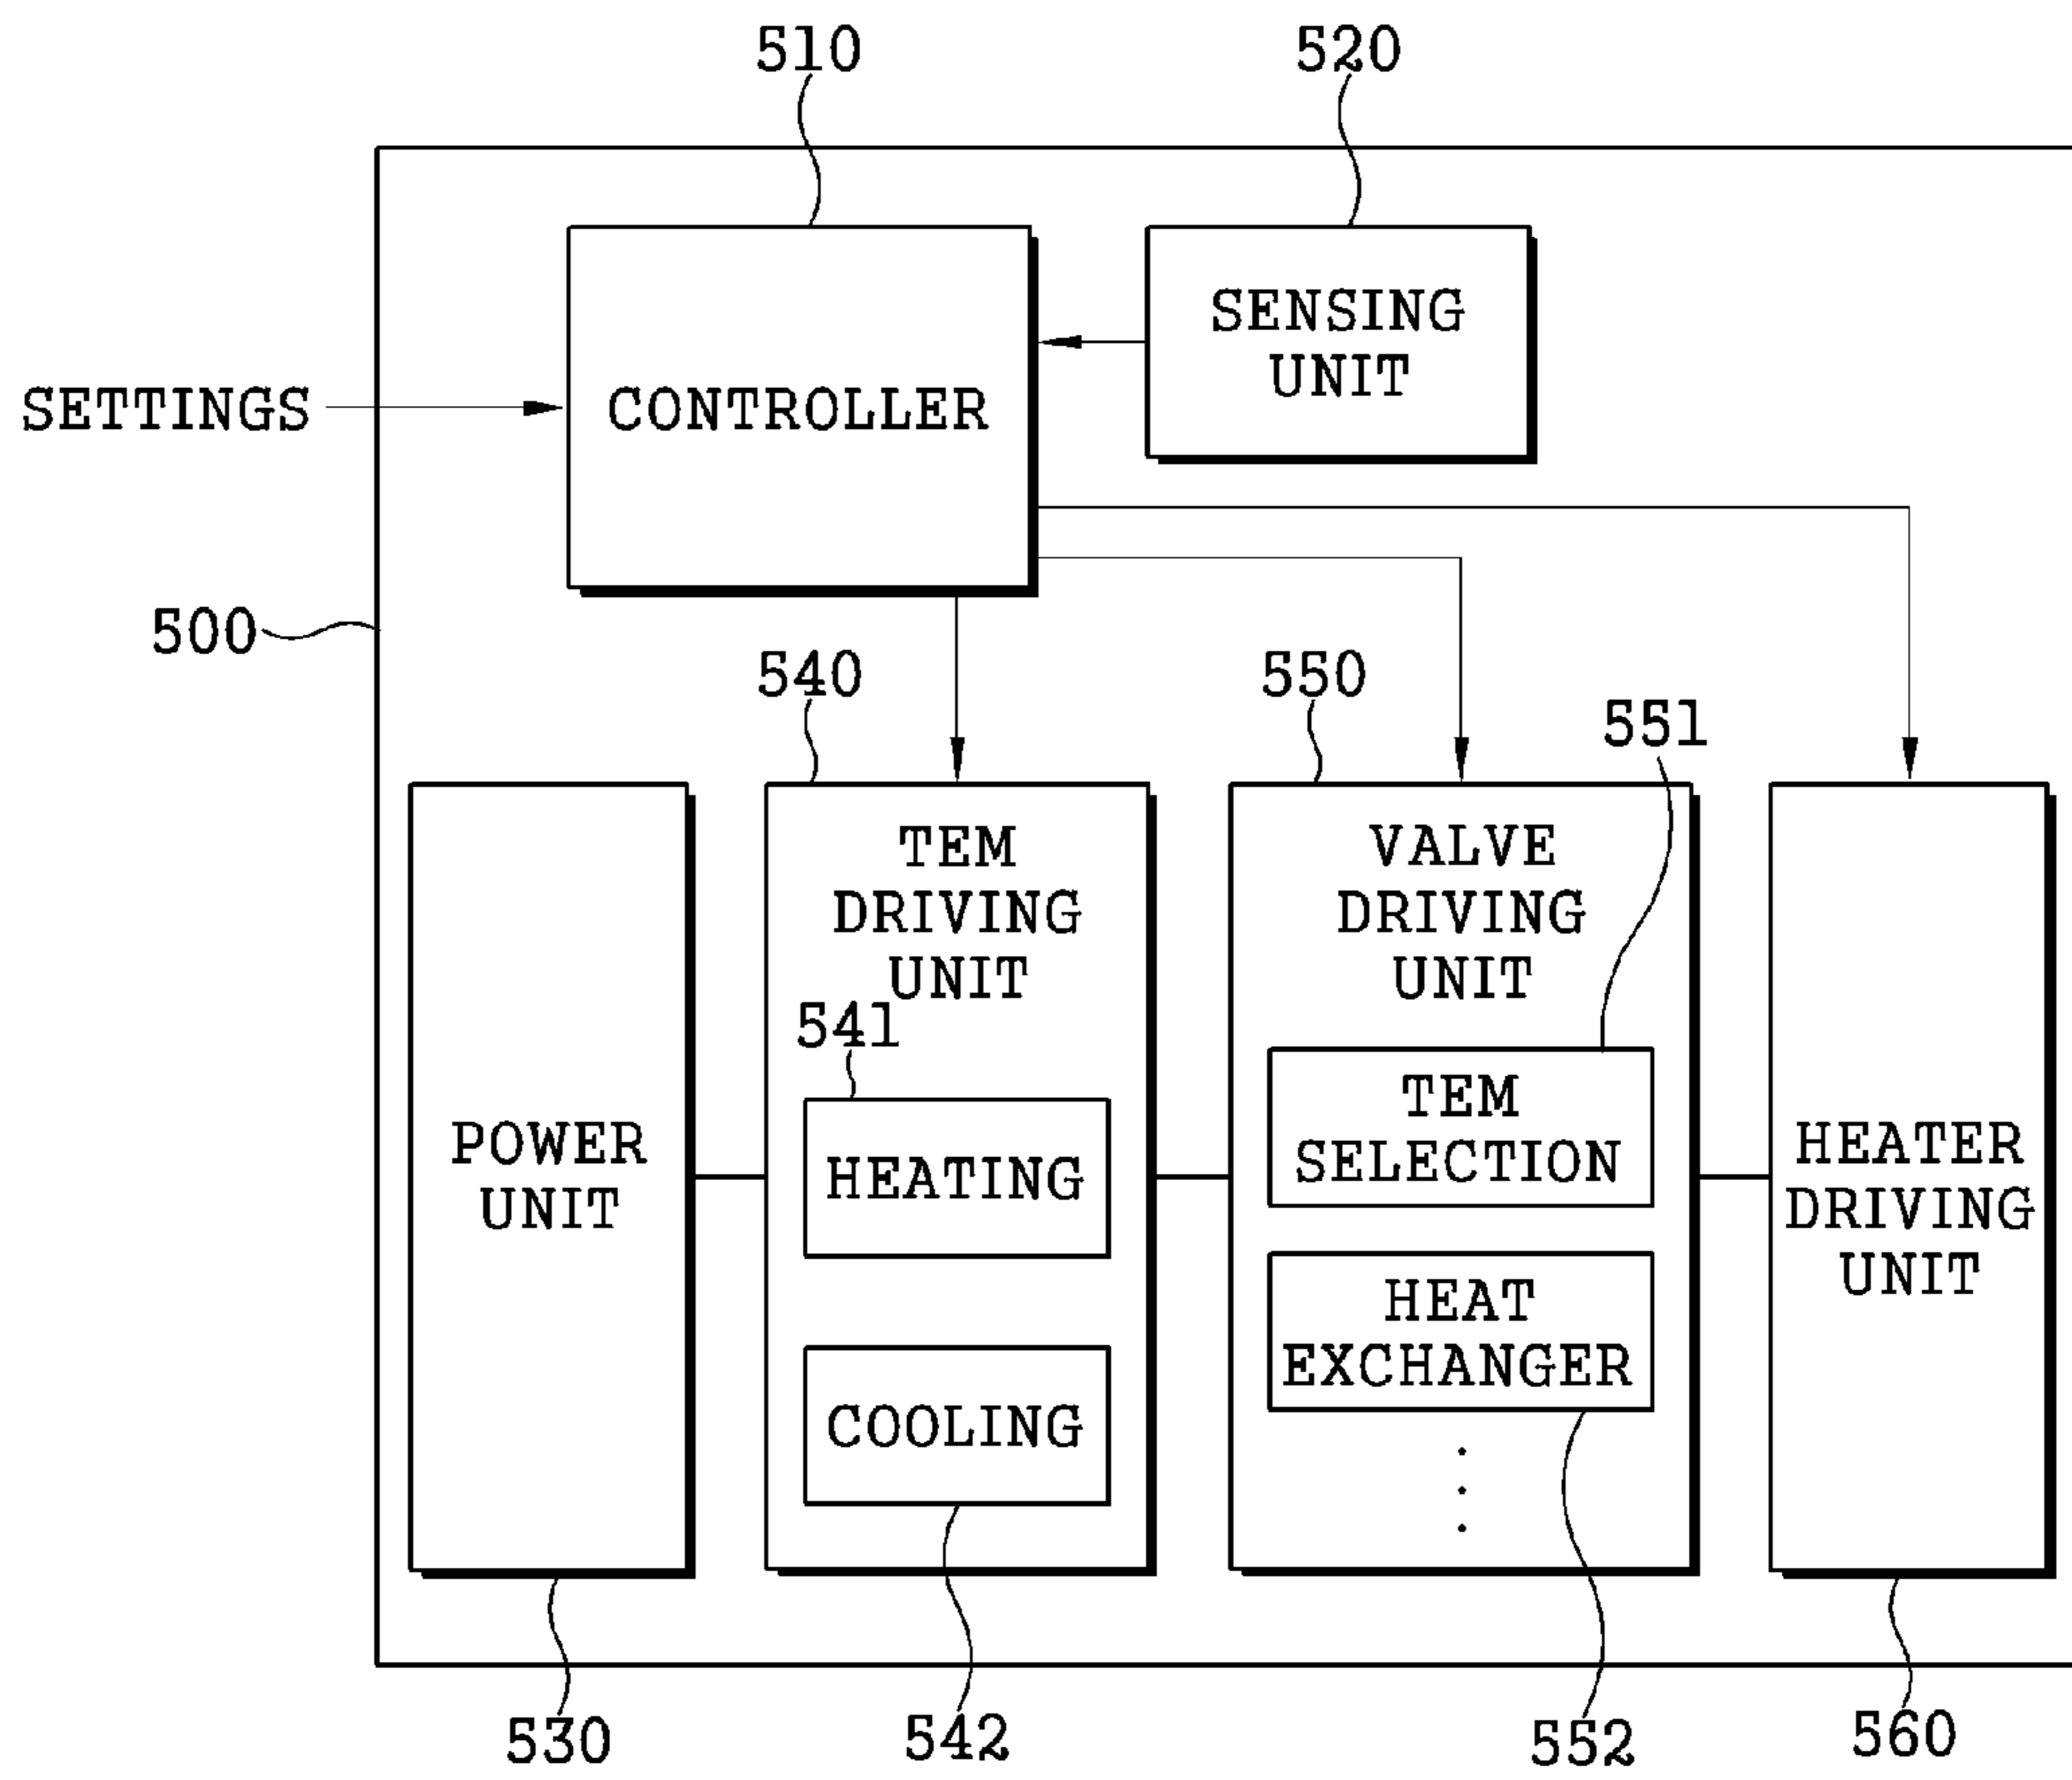 510
520
SENSING
UNIT
SETTINGS
CONTROLLER
500
540
550
551
TEM
DRIVING
UNIT
VALVE
DRIVING
UNIT
541
HEATING
COOLING
TEM
SELECTION
HEAT
EXCHANGER
POWER
UNIT
HEATER
DRIVING
UNIT
530
542
552
560